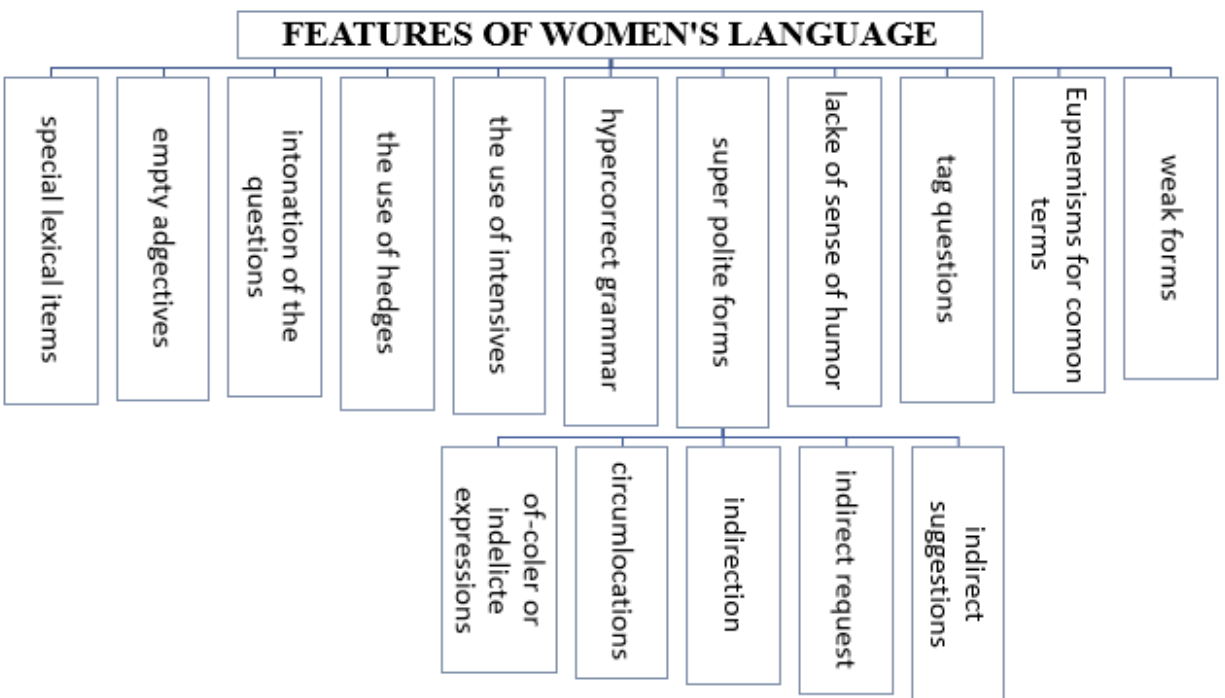 FEATURES OF WOMEN'S LANGUAGE
special lexical items
empty adgectives
intonation of the
questions
the use of hedges
the use of intensives
hypercorrect grammar
super polite forms
lacke of sense of humor
tag questions
Eupnemisms for comon
terms
weak forms
of-coler or
indelicte
expressions
circumlocations
indirection
indirect request
indirect
suggestions